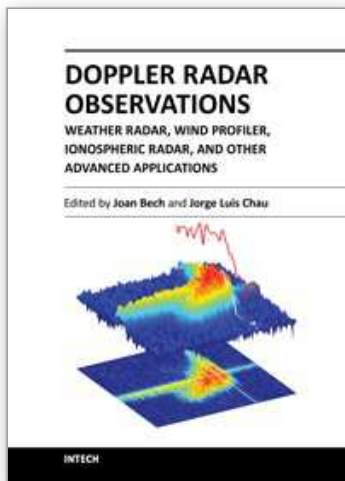 DOPPLER RADAR
OBSERVATIONS
WEATHER RADAR, WIND PROFILER,
IONOSPHERIC RADAR, AND OTHER
ADVANCED APPLICATIONS
Edited by Joan Bech and Jorge Luis Chau
INTECH